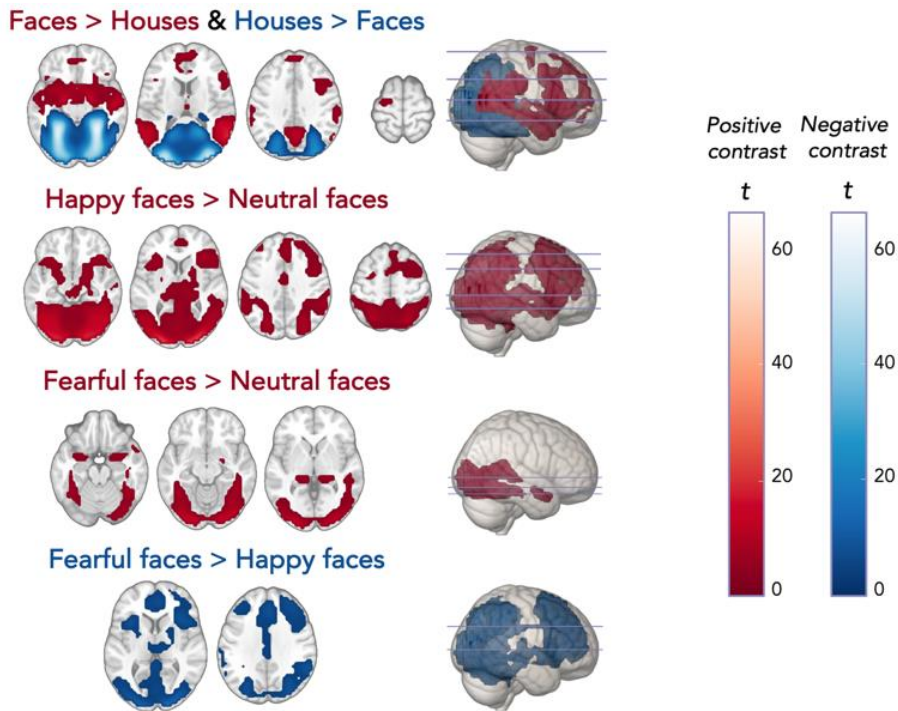 Faces > Houses & Houses > Faces
Happy faces > Neutral faces
Fearful faces > Neutral faces
Fearful faces > Happy faces
Positive contrast
Negative contrast
t
t
60
40
20
0
60
40
20
0